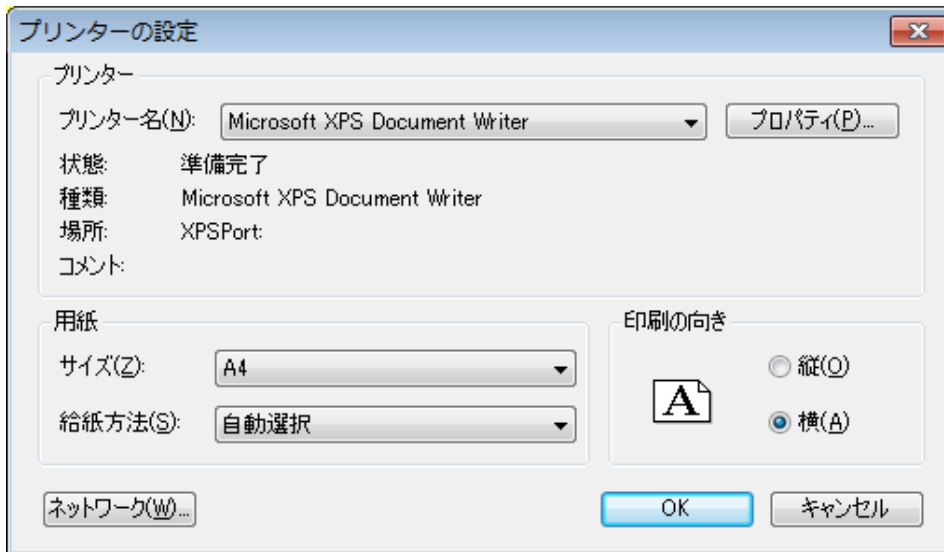 プリンターの設定
プリンター
プリンター名(N): Microsoft XPS Document Writer プロパティ(P)...
状態: 準備完了
種類: Microsoft XPS Document Writer
場所: XPSPort:
コメント:
用紙
サイズ(Z): A4
給紙方法(S): 自動選択
印刷の向き
A
縦(O)
横(A)
ネットワーク(W)... OK キャンセル